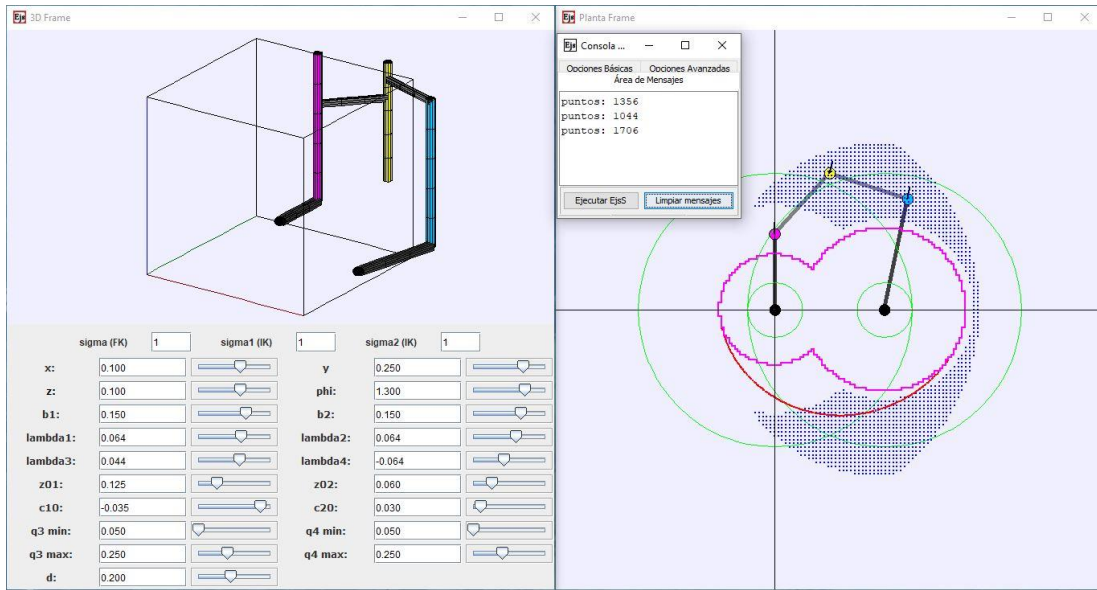 Ejs 3D Frame
Ejs Planta Frame
Ejs Consola ...
Opciones Básicas Opciones Avanzadas
Área de Mensajes
puntos: 1356
puntos: 1044
puntos: 1706
Ejecutar EjsS Limpiar mensajes
sigma (FK) 1 sigma1 (IK) 1 sigma2 (IK) 1
x: 0.100 y 0.250
z: 0.100 phi: 1.300
b1: 0.150 b2: 0.150
lambda1: 0.064 lambda2: 0.064
lambda3: 0.044 lambda4: -0.064
z01: 0.125 z02: 0.060
c10: -0.035 c20: 0.030
q3 min: 0.050 q4 min: 0.050
q3 max: 0.250 q4 max: 0.250
d: 0.200